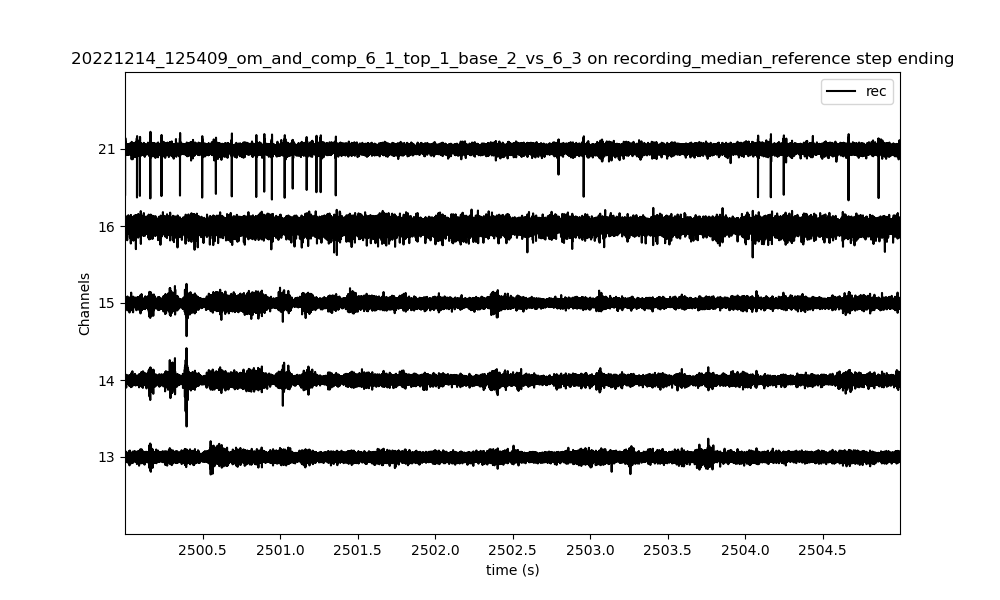 20221214_125409_om_and_comp_6_1_top_1_base_2_vs_6_3 on recording_median_reference step ending
rec
21
16
15
14
13
Channels
2500.5 2501.0 2501.5 2502.0 2502.5 2503.0 2503.5 2504.0 2504.5
time (s)